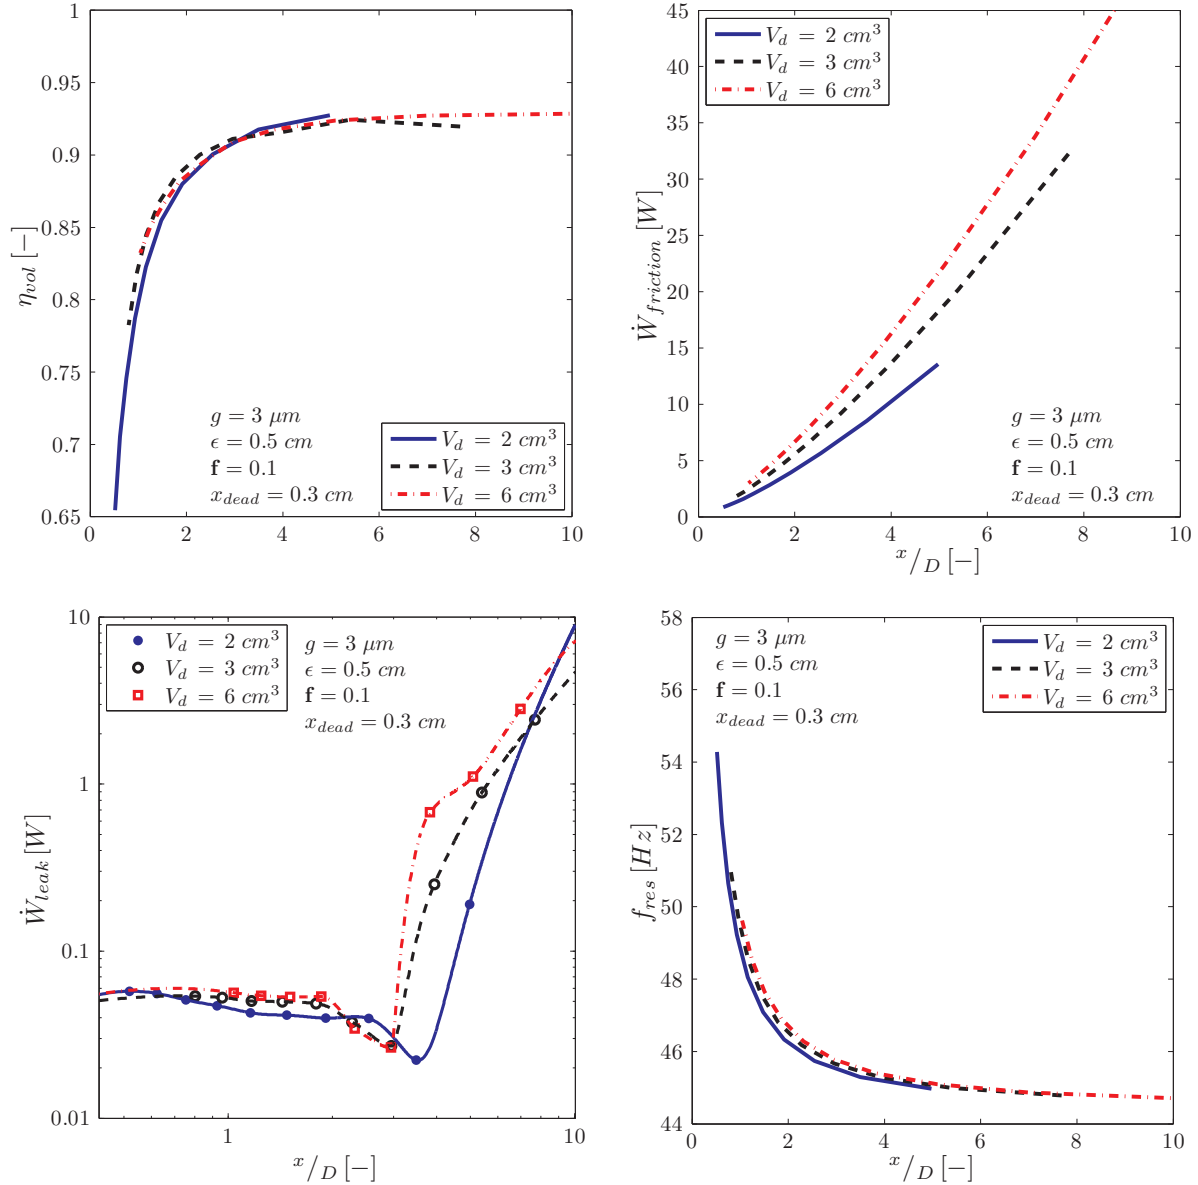 1
0.95
0.9
0.85
0.8
0.75
0.7
0.65
0 2 4 6 8 10
η_vol [−]
g = 3 μm
ϵ = 0.5 cm
f = 0.1
x_dead = 0.3 cm
V_d = 2 cm³
V_d = 3 cm³
V_d = 6 cm³
45
40
35
30
25
20
15
10
5
0
0 2 4 6 8 10
Ẇ_friction [W]
x/D [−]
V_d = 2 cm³
V_d = 3 cm³
V_d = 6 cm³
g = 3 μm
ϵ = 0.5 cm
f = 0.1
x_dead = 0.3 cm
10
1
0.1
0.01
1 10
Ẇ_leak [W]
x/D [−]
V_d = 2 cm³
V_d = 3 cm³
V_d = 6 cm³
g = 3 μm
ϵ = 0.5 cm
f = 0.1
x_dead = 0.3 cm
58
56
54
52
50
48
46
44
0 2 4 6 8 10
f_res [Hz]
x/D [−]
g = 3 μm
ϵ = 0.5 cm
f = 0.1
x_dead = 0.3 cm
V_d = 2 cm³
V_d = 3 cm³
V_d = 6 cm³